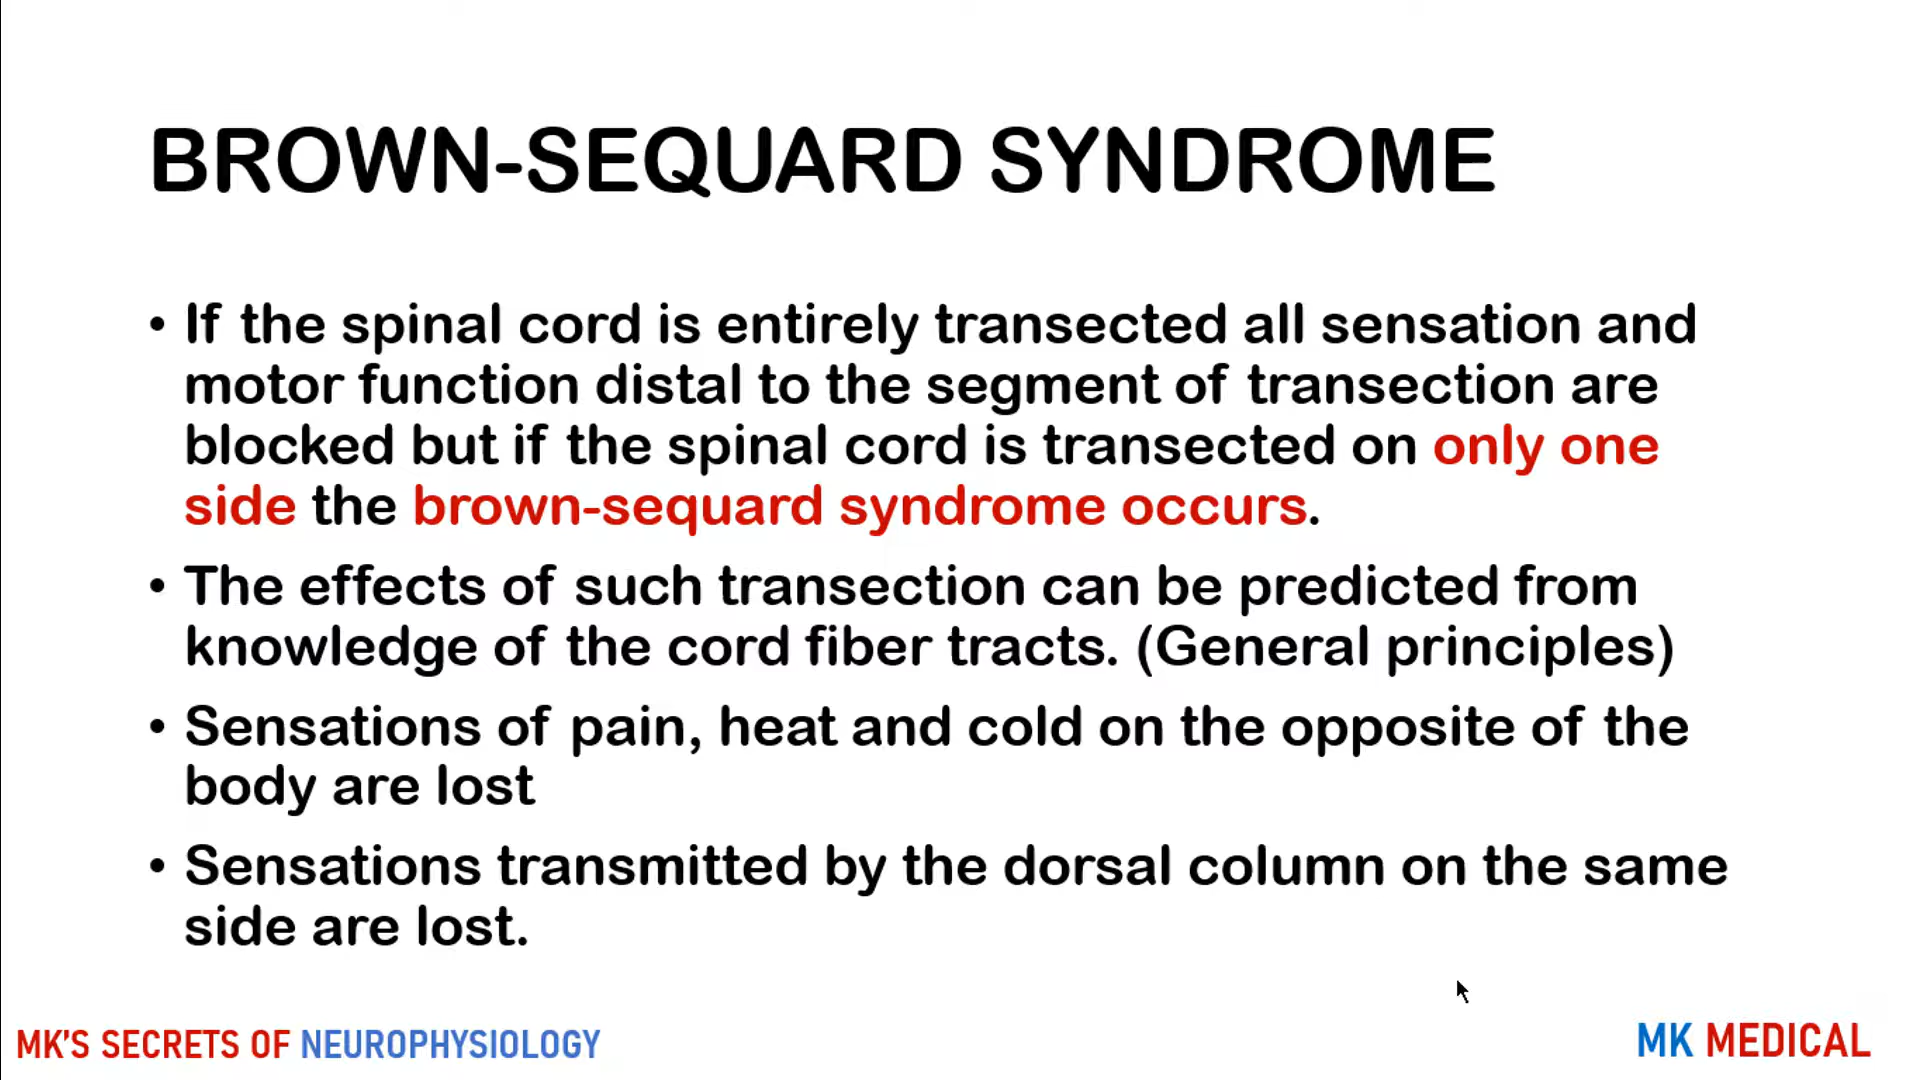 BROWN-SEQUARD SYNDROME
• If the spinal cord is entirely transected all sensation and
motor function distal to the segment of transection are
blocked but if the spinal cord is transected on only one
side the brown-sequard syndrome occurs.
• The effects of such transection can be predicted from
knowledge of the cord fiber tracts. (General principles)
• Sensations of pain, heat and cold on the opposite of the
body are lost
• Sensations transmitted by the dorsal column on the same
side are lost.
MK'S SECRETS OF NEUROPHYSIOLOGY
MK MEDICAL